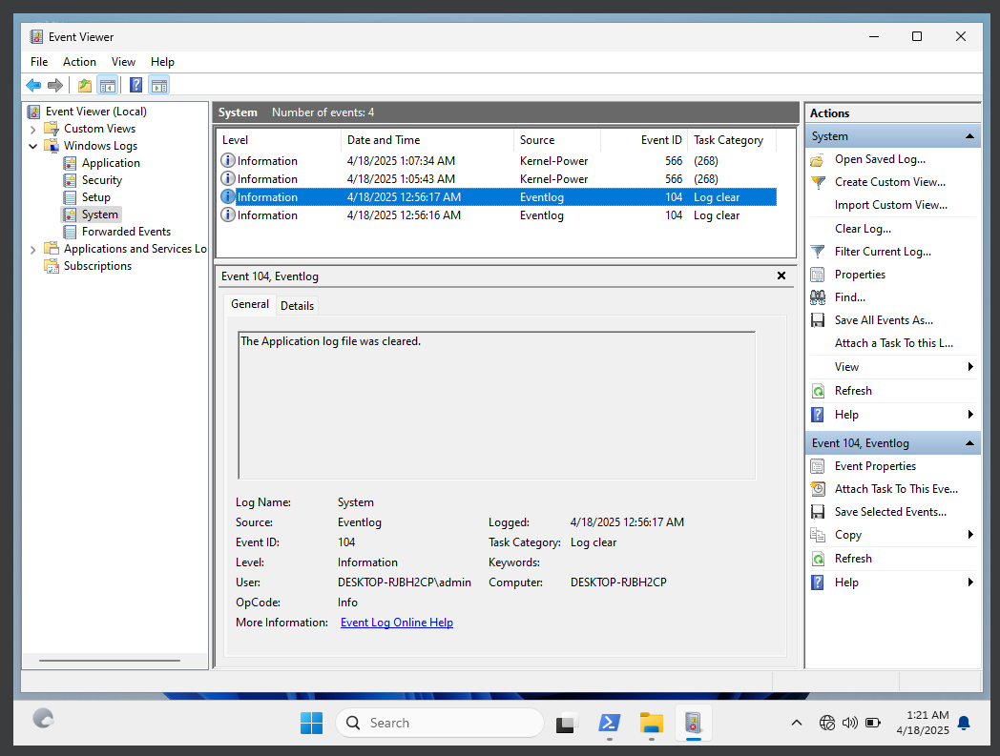 Event Viewer
File Action View Help
Event Viewer (Local)
Custom Views
Windows Logs
Application
Security
Setup
System
Forwarded Events
Applications and Services Lo
Subscriptions
System Number of events: 4
Level Date and Time Source Event ID Task Category
Information 4/18/2025 1:07:34 AM Kernel-Power 566 (268)
Information 4/18/2025 1:05:43 AM Kernel-Power 566 (268)
Information 4/18/2025 12:56:17 AM Eventlog 104 Log clear
Information 4/18/2025 12:56:16 AM Eventlog 104 Log clear
Event 104, Eventlog
General Details
The Application log file was cleared.
Log Name: System
Source: Eventlog Logged: 4/18/2025 12:56:17 AM
Event ID: 104 Task Category: Log clear
Level: Information Keywords:
User: DESKTOP-RJBH2CP\admin Computer: DESKTOP-RJBH2CP
OpCode: Info
More Information: Event Log Online Help
Actions
System
Open Saved Log...
Create Custom View...
Import Custom View...
Clear Log...
Filter Current Log...
Properties
Find...
Save All Events As...
Attach a Task To this L...
View
Refresh
Help
Event 104, Eventlog
Event Properties
Attach Task To This Eve...
Save Selected Events...
Copy
Refresh
Help
Search
1:21 AM
4/18/2025